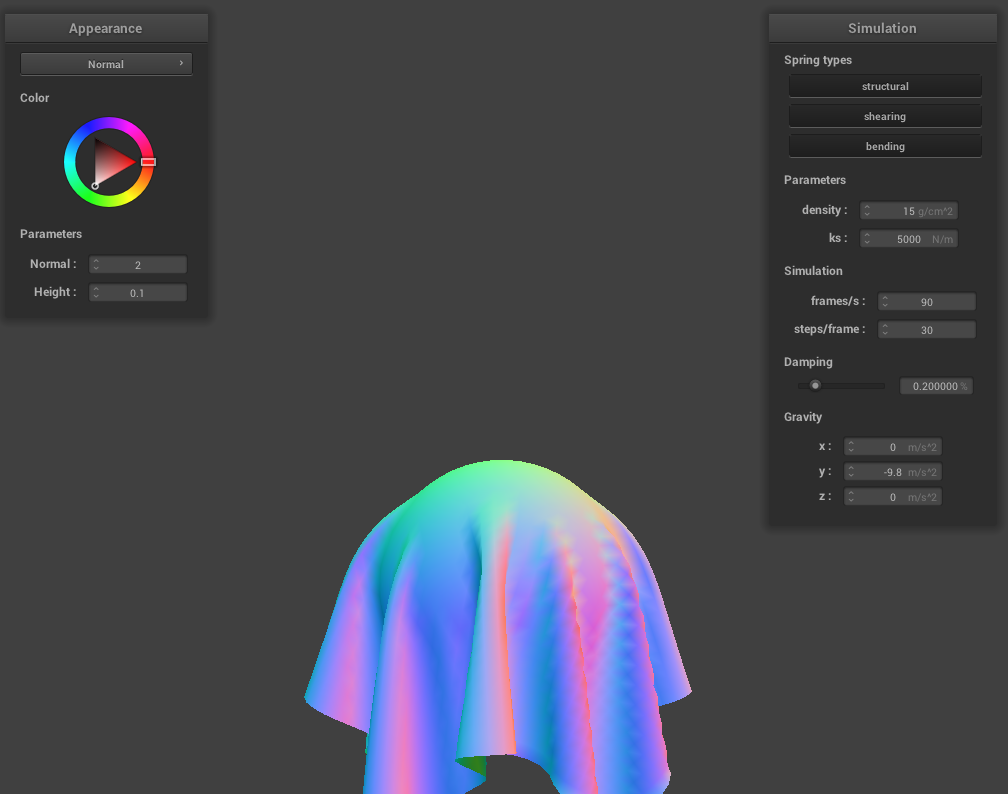 Appearance
Normal
Color
Parameters
Normal : 2
Height : 0.1
Simulation
Spring types
structural
shearing
bending
Parameters
density : 15 g/cm^2
ks : 5000 N/m
Simulation
frames/s : 90
steps/frame : 30
Damping
0.200000 %
Gravity
x : 0 m/s^2
y : -9.8 m/s^2
z : 0 m/s^2